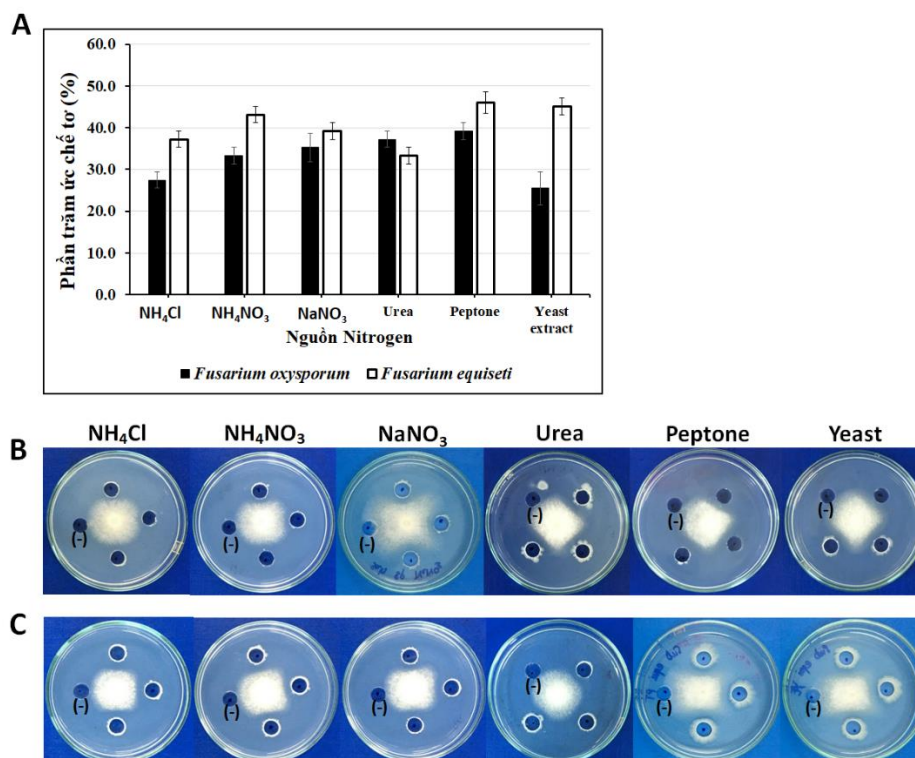 A
Phần trăm ức chế tơ (%)
60.0
50.0
40.0
30.0
20.0
10.0
0.0
NH₄Cl NH₄NO₃ NaNO₃ Urea Peptone Yeast
extract
Nguồn Nitrogen
Fusarium oxysporum Fusarium equiseti
NH₄Cl NH₄NO₃ NaNO₃ Urea Peptone Yeast
B
(-) (-) (-) (-) (-) (-)
C
(-) (-) (-) (-) (-) (-)